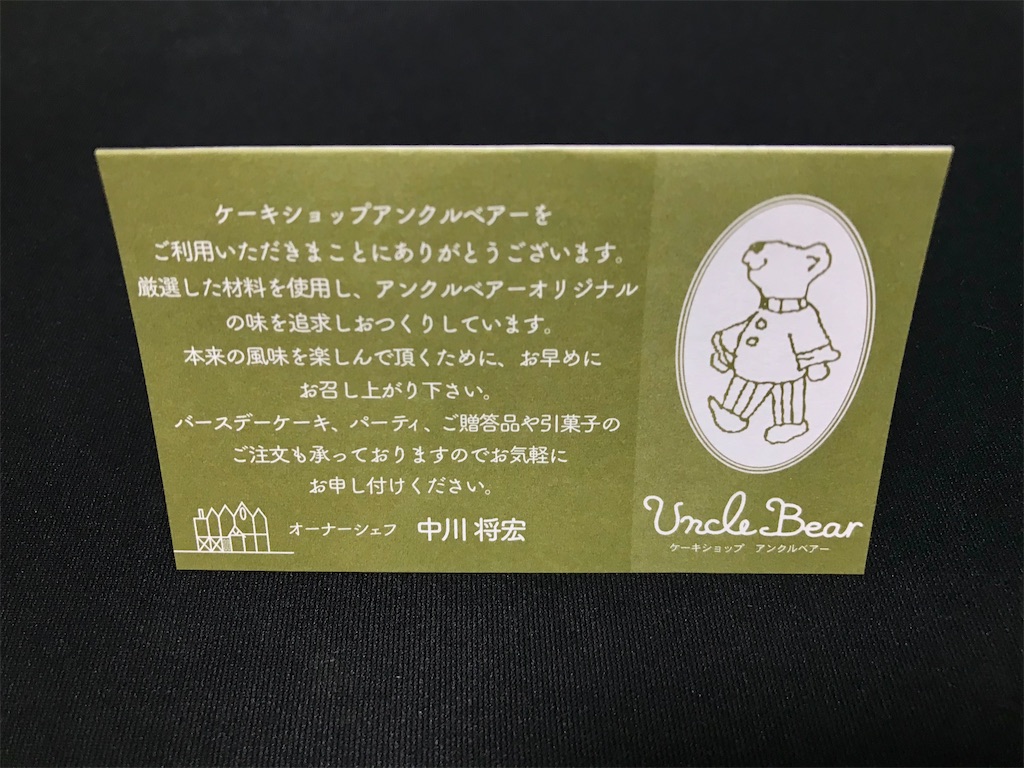 ケーキショップアンクルベアーを
ご利用いただきまことにありがとうございます。
厳選した材料を使用し、アンクルベアーオリジナル
の味を追求しおつくりしています。
本来の風味を楽しんで頂くために、お早めに
お召し上がり下さい。
バースデーケーキ、パーティ、ご贈答品や引菓子の
ご注文も承っておりますのでお気軽に
お申し付けください。
オーナーシェフ 中川 将宏
Uncle Bear
ケーキショップ アンクルベアー